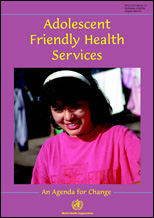 Adolescent
Friendly Health
Services
An Agenda for Change
World Health Organization